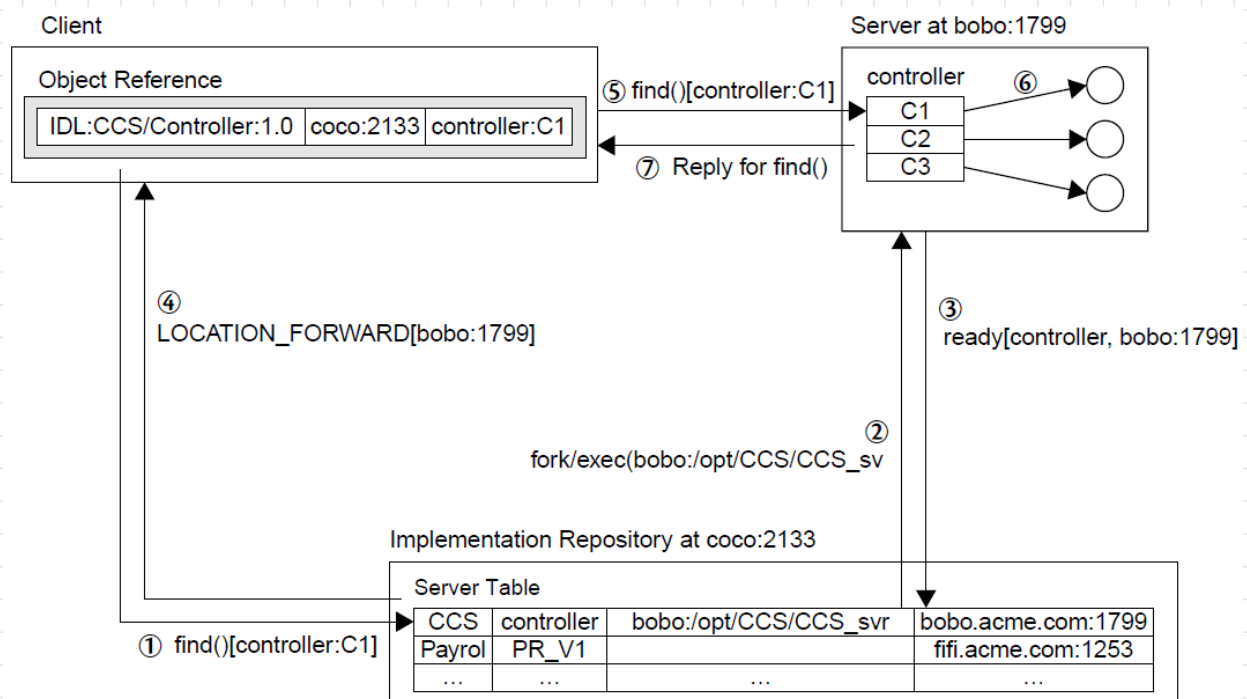 Client
Server at bobo:1799
Object Reference
IDL:CCS/Controller:1.0 coco:2133 controller:C1
⑤ find()[controller:C1]
⑦ Reply for find()
controller
C1
C2
C3
⑥
④
LOCATION_FORWARD[bobo:1799]
③
ready[controller, bobo:1799]
②
fork/exec(bobo:/opt/CCS/CCS_sv
Implementation Repository at coco:2133
Server Table
CCS controller bobo:/opt/CCS/CCS_svr bobo.acme.com:1799
Payrol PR_V1 fifi.acme.com:1253
... ... ... ...
① find()[controller:C1]